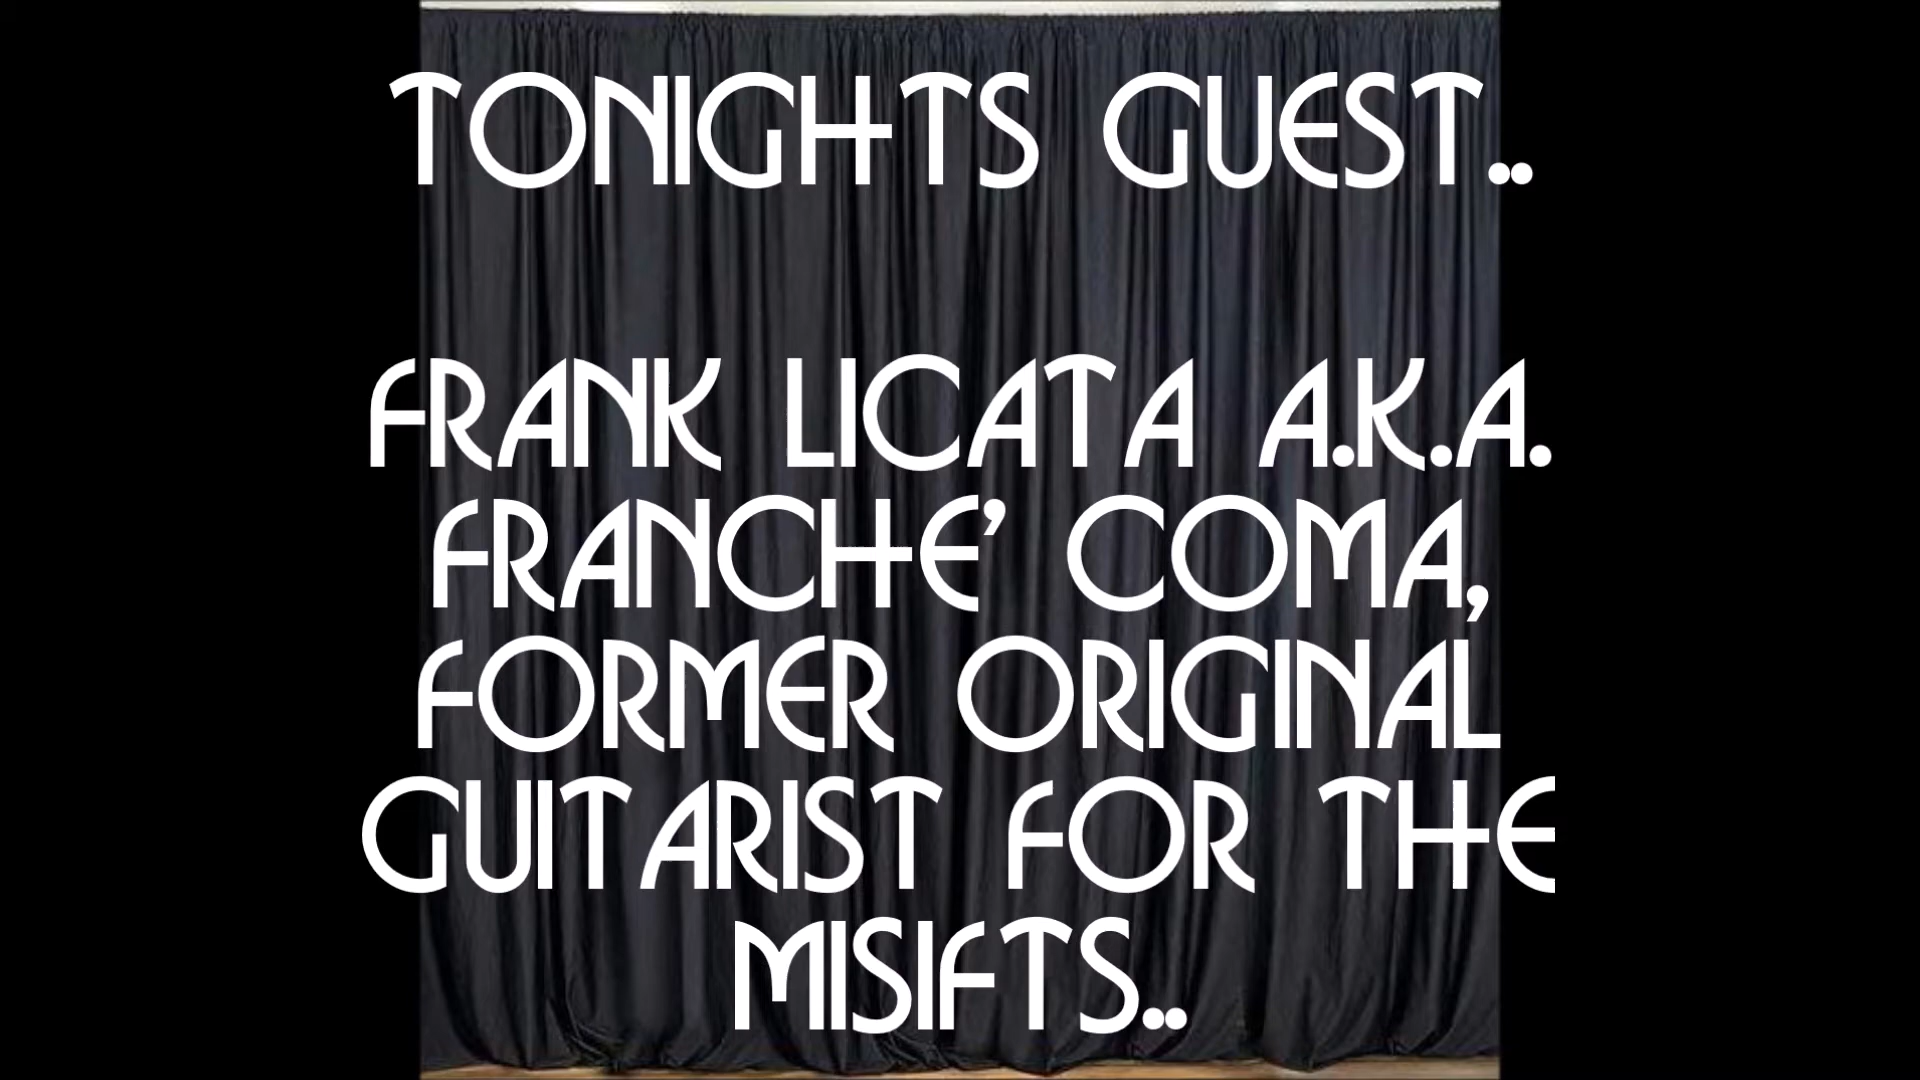 TONIGHTS GUEST..
FRANK LICATA A.K.A.
FRANCHE' COMA,
FORMER ORIGINAL
GUITARIST FOR THE
MISIFTS..